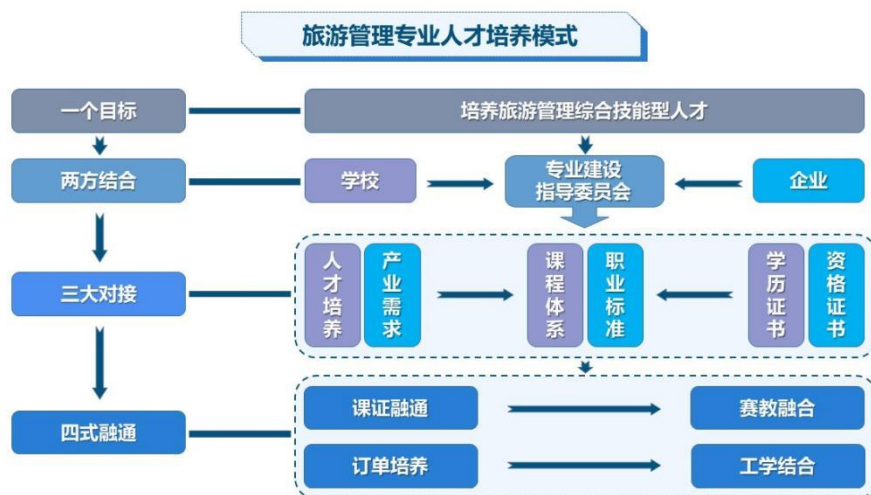 旅游管理专业人才培养模式
一个目标
培养旅游管理综合技能型人才
两方结合
学校
专业建设
指导委员会
企业
三大对接
人才培养
产业需求
课程体系
职业标准
学历证书
资格证书
四式融通
课证融通
赛教融合
订单培养
工学结合